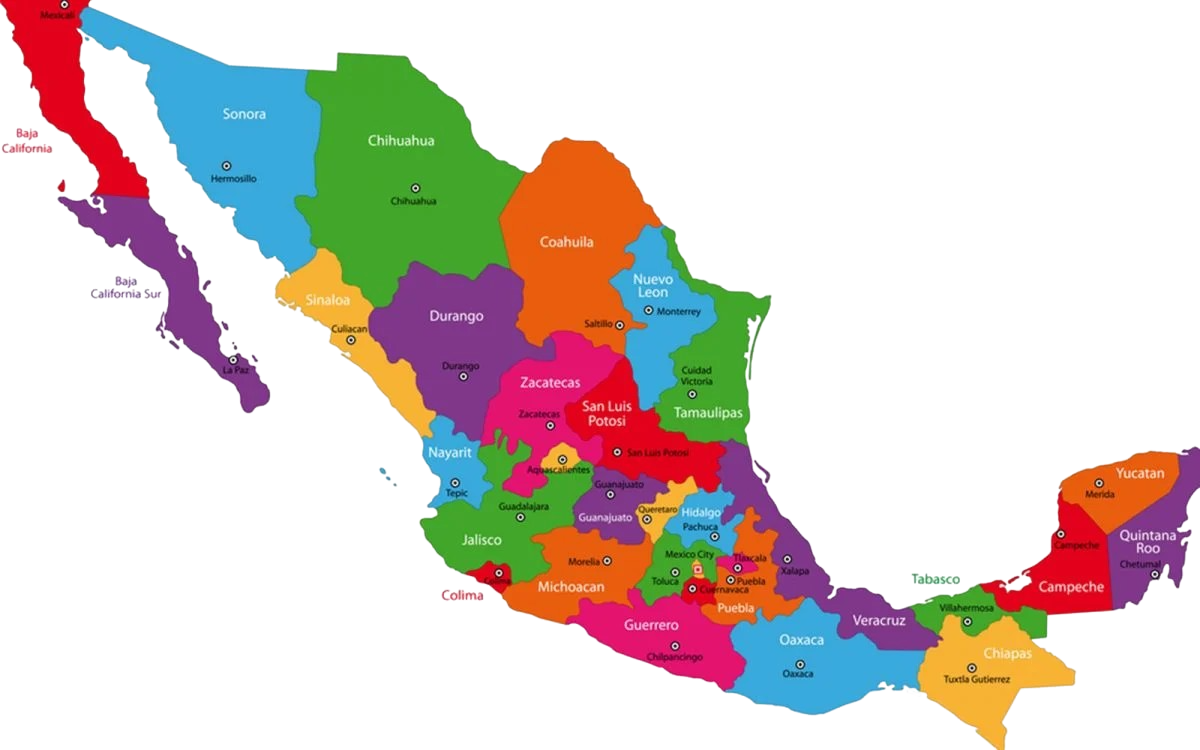 Mexicali
Baja
California
Sonora
Hermosillo
Chihuahua
Chihuahua
Baja
California Sur
La Paz
Coahuila
Saltillo
Nuevo
Leon
Monterrey
Sinaloa
Culiacan
Durango
Durango
Zacatecas
Zacatecas
San Luis
Potosi
San Luis Potosi
Cuidad
Victoria
Tamaulipas
Nayarit
Tepic
Aquascalientes
Guadalajara
Jalisco
Guanajuato
Guanajuato
Queretaro
Hidalgo
Pachuca
Colima
Colima
Morelia
Michoacan
Mexico City
Toluca
Tlaxcala
Puebla
Cuernavaca
Puebla
Xalapa
Veracruz
Guerrero
Chilpancingo
Oaxaca
Oaxaca
Tabasco
Villahermosa
Chiapas
Tuxtla Gutierrez
Yucatan
Merida
Campeche
Campeche
Quintana
Roo
Chetumal